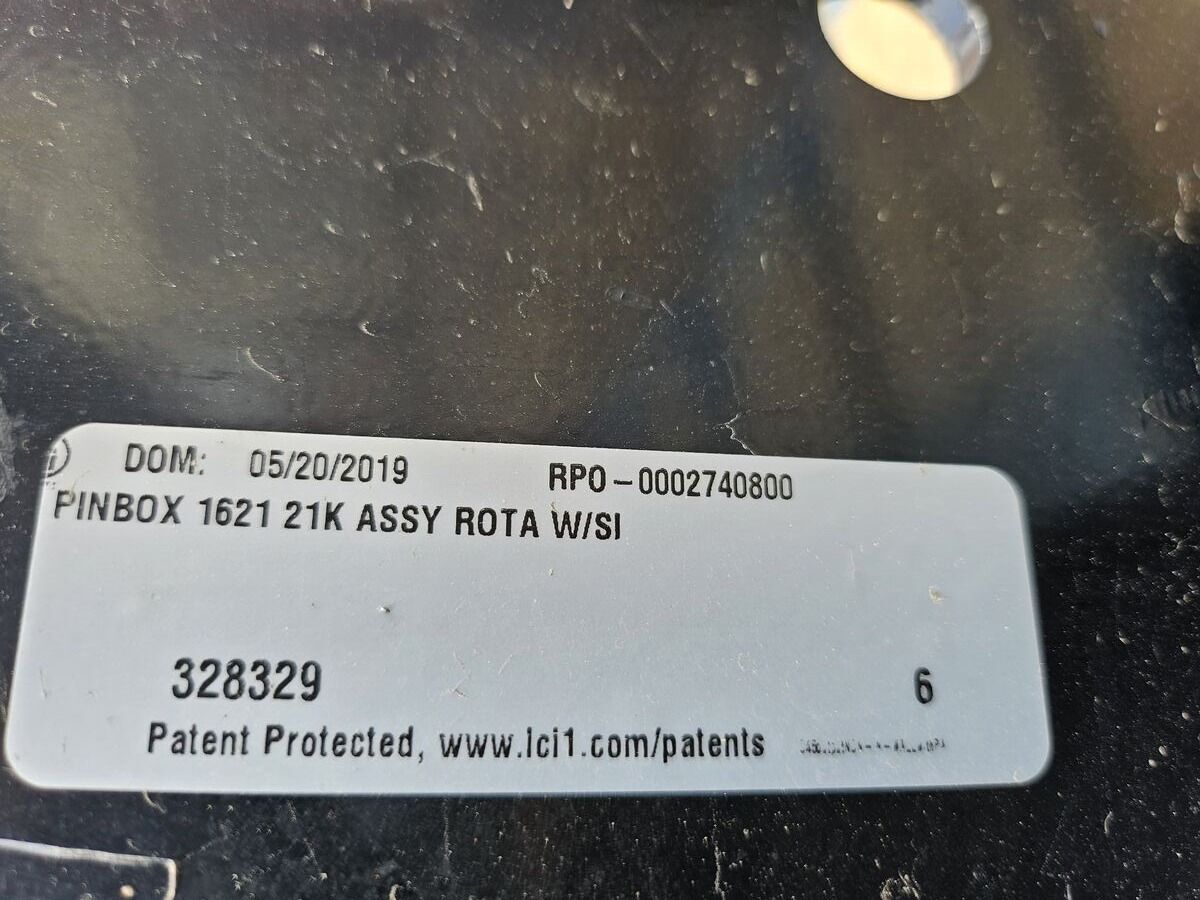 DOM: 05/20/2019 RPO-0002740800
PINBOX 1621 21K ASSY ROTA W/SI
328329 6
Patent Protected, www.lci1.com/patents